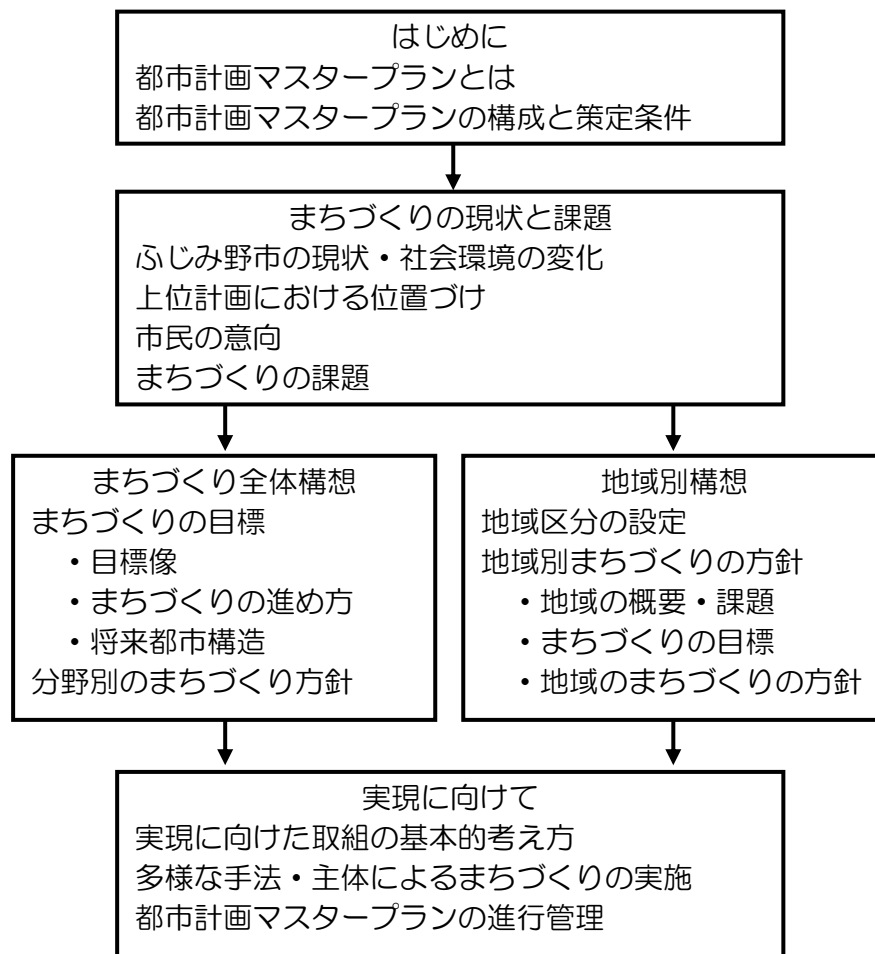 はじめに
都市計画マスタープランとは
都市計画マスタープランの構成と策定条件
まちづくりの現状と課題
ふじみ野市の現状・社会環境の変化
上位計画における位置づけ
市民の意向
まちづくりの課題
まちづくり全体構想
まちづくりの目標
・目標像
・まちづくりの進め方
・将来都市構造
分野別のまちづくり方針
地域別構想
地域区分の設定
地域別まちづくりの方針
・地域の概要・課題
・まちづくりの目標
・地域のまちづくりの方針
実現に向けて
実現に向けた取組の基本的考え方
多様な手法・主体によるまちづくりの実施
都市計画マスタープランの進行管理